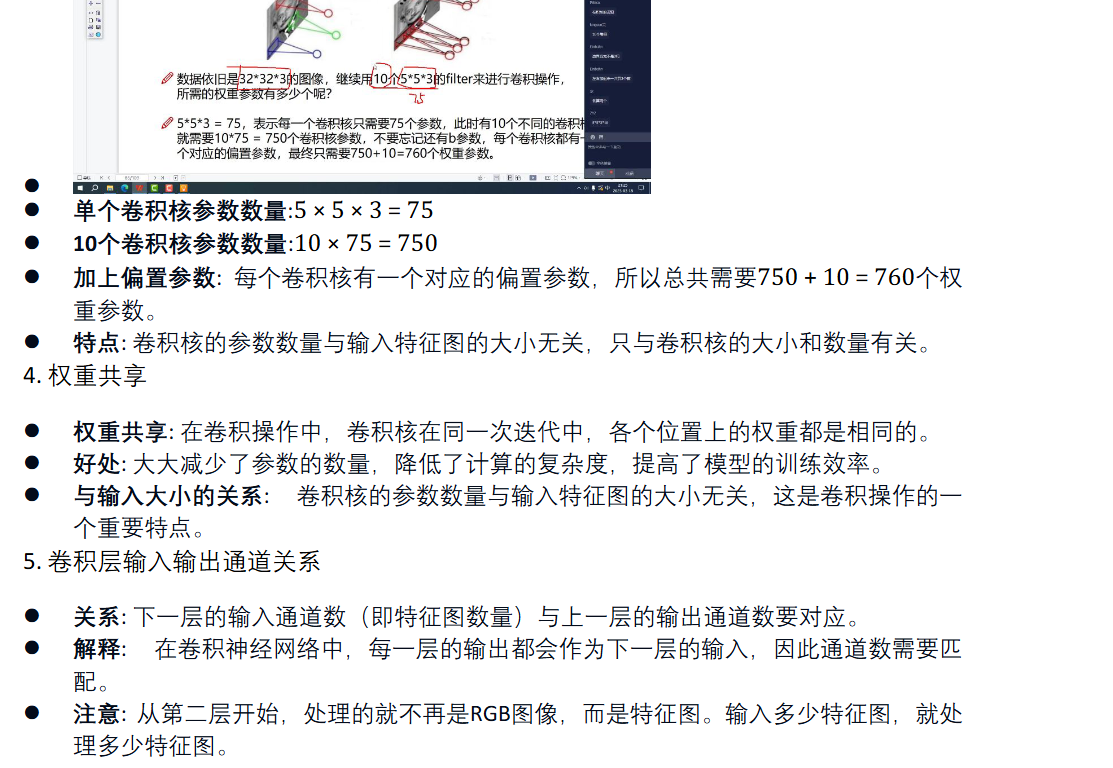 数据依旧是32*32*3的图像，继续用10个5*5*3的filter来进行卷积操作，
所需的权重参数有多少个呢？
75
5*5*3 = 75，表示每一个卷积核只需要75个参数，此时有10个不同的卷积
就需要10*75 = 750个卷积核参数，不要忘记还有b参数，每个卷积核都有一
个对应的偏置参数，最终只需要750+10=760个权重参数。
单个卷积核参数数量:5 × 5 × 3 = 75
10个卷积核参数数量:10 × 75 = 750
加上偏置参数: 每个卷积核有一个对应的偏置参数，所以总共需要750 + 10 = 760个权
重参数。
特点: 卷积核的参数数量与输入特征图的大小无关，只与卷积核的大小和数量有关。
4. 权重共享
权重共享: 在卷积操作中，卷积核在同一次迭代中，各个位置上的权重都是相同的。
好处: 大大减少了参数的数量，降低了计算的复杂度，提高了模型的训练效率。
与输入大小的关系: 卷积核的参数数量与输入特征图的大小无关，这是卷积操作的一
个重要特点。
5. 卷积层输入输出通道关系
关系: 下一层的输入通道数（即特征图数量）与上一层的输出通道数要对应。
解释: 在卷积神经网络中，每一层的输出都会作为下一层的输入，因此通道数需要匹
配。
注意: 从第二层开始，处理的就不再是RGB图像，而是特征图。输入多少特征图，就处
理多少特征图。